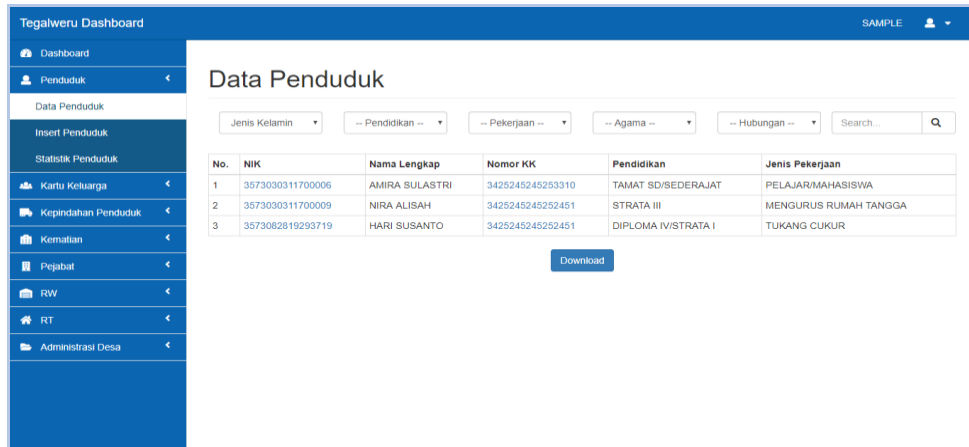 Tegalweru Dashboard SAMPLE
Dashboard
Penduduk
Data Penduduk
Insert Penduduk
Statistik Penduduk
Kartu Keluarga
Kepindahan Penduduk
Kematian
Pejabat
RW
RT
Administrasi Desa
Data Penduduk
Jenis Kelamin -- Pendidikan -- -- Pekerjaan -- -- Agama -- -- Hubungan -- Search...
No. NIK Nama Lengkap Nomor KK Pendidikan Jenis Pekerjaan
1 3573030311700006 AMIRA SULASTRI 3425245245253310 TAMAT SD/SEDERAJAT PELAJAR/MAHASISWA
2 3573030311700009 NIRA ALISAH 3425245245252451 STRATA III MENGURUS RUMAH TANGGA
3 3573082819293719 HARI SUSANTO 3425245245252451 DIPLOMA IV/STRATA I TUKANG CUKUR
Download